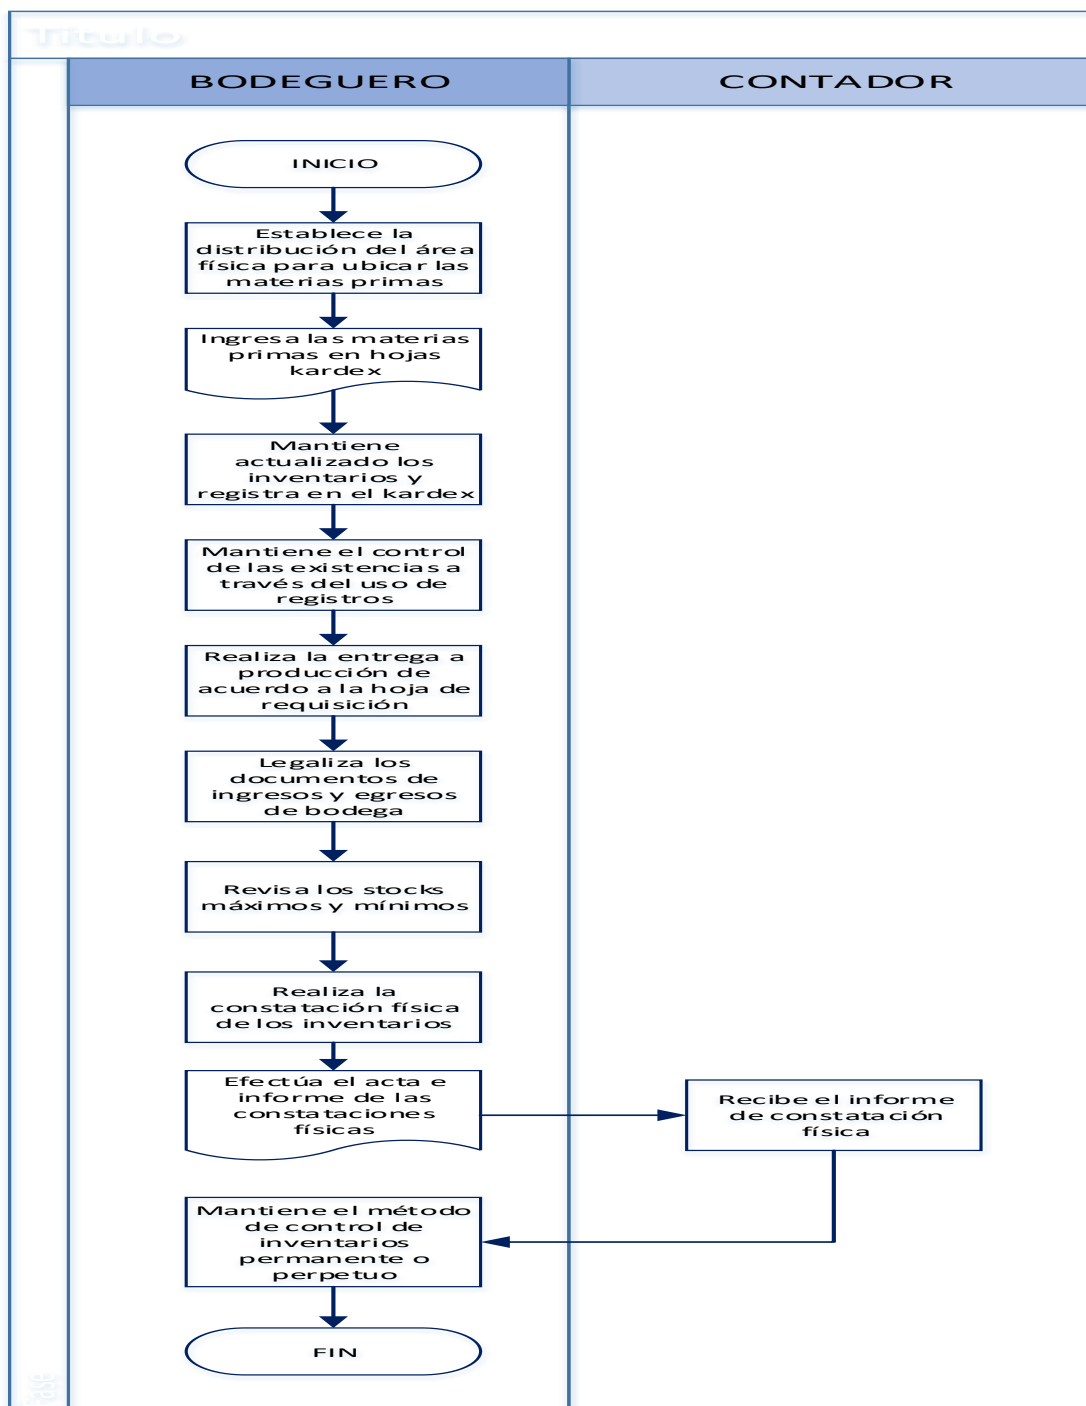 Titulo
BODEGUERO
CONTADOR
INICIO
Establece la
distribución del área
física para ubicar las
materias primas
Ingresa las materias
primas en hojas
kardex
Mantiene
actualizado los
inventarios y
registra en el kardex
Mantiene el control
de las existencias a
través del uso de
registros
Realiza la entrega a
producción de
acuerdo a la hoja de
requisición
Legaliza los
documentos de
ingresos y egresos
de bodega
Revisa los stocks
máximos y mínimos
Realiza la
constatación física
de los inventarios
Efectúa el acta e
informe de las
constataciones
físicas
Recibe el informe
de constatación
física
Mantiene el método
de control de
inventarios
permanente o
perpetuo
FIN